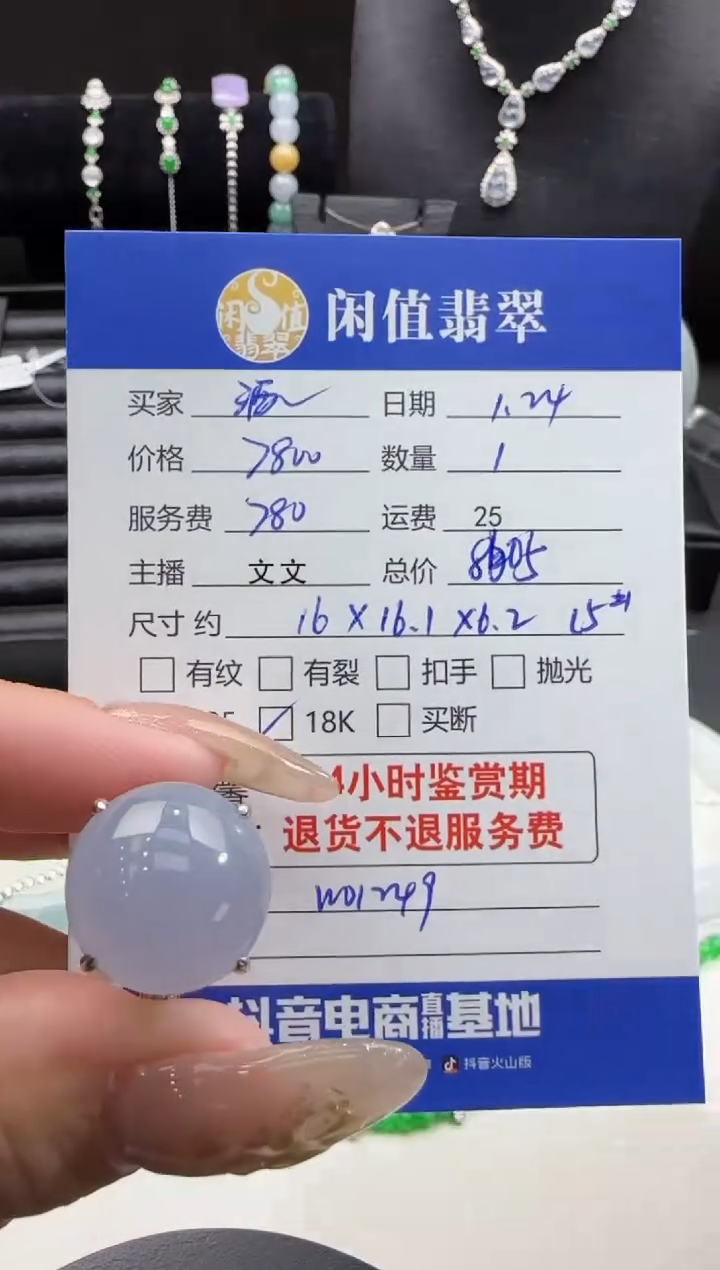 闲值翡翠
闲值翡翠
买家 日期 1.24
价格 7800 数量 1
服务费 780 运费 25
主播 文文 总价 8605
尺寸 约 16 X 16.1 X6.2 15#
有纹 有裂 扣手 抛光
18K 买断
4小时鉴赏期
退货不退服务费
W01249
抖音电商直播基地
抖音火山版